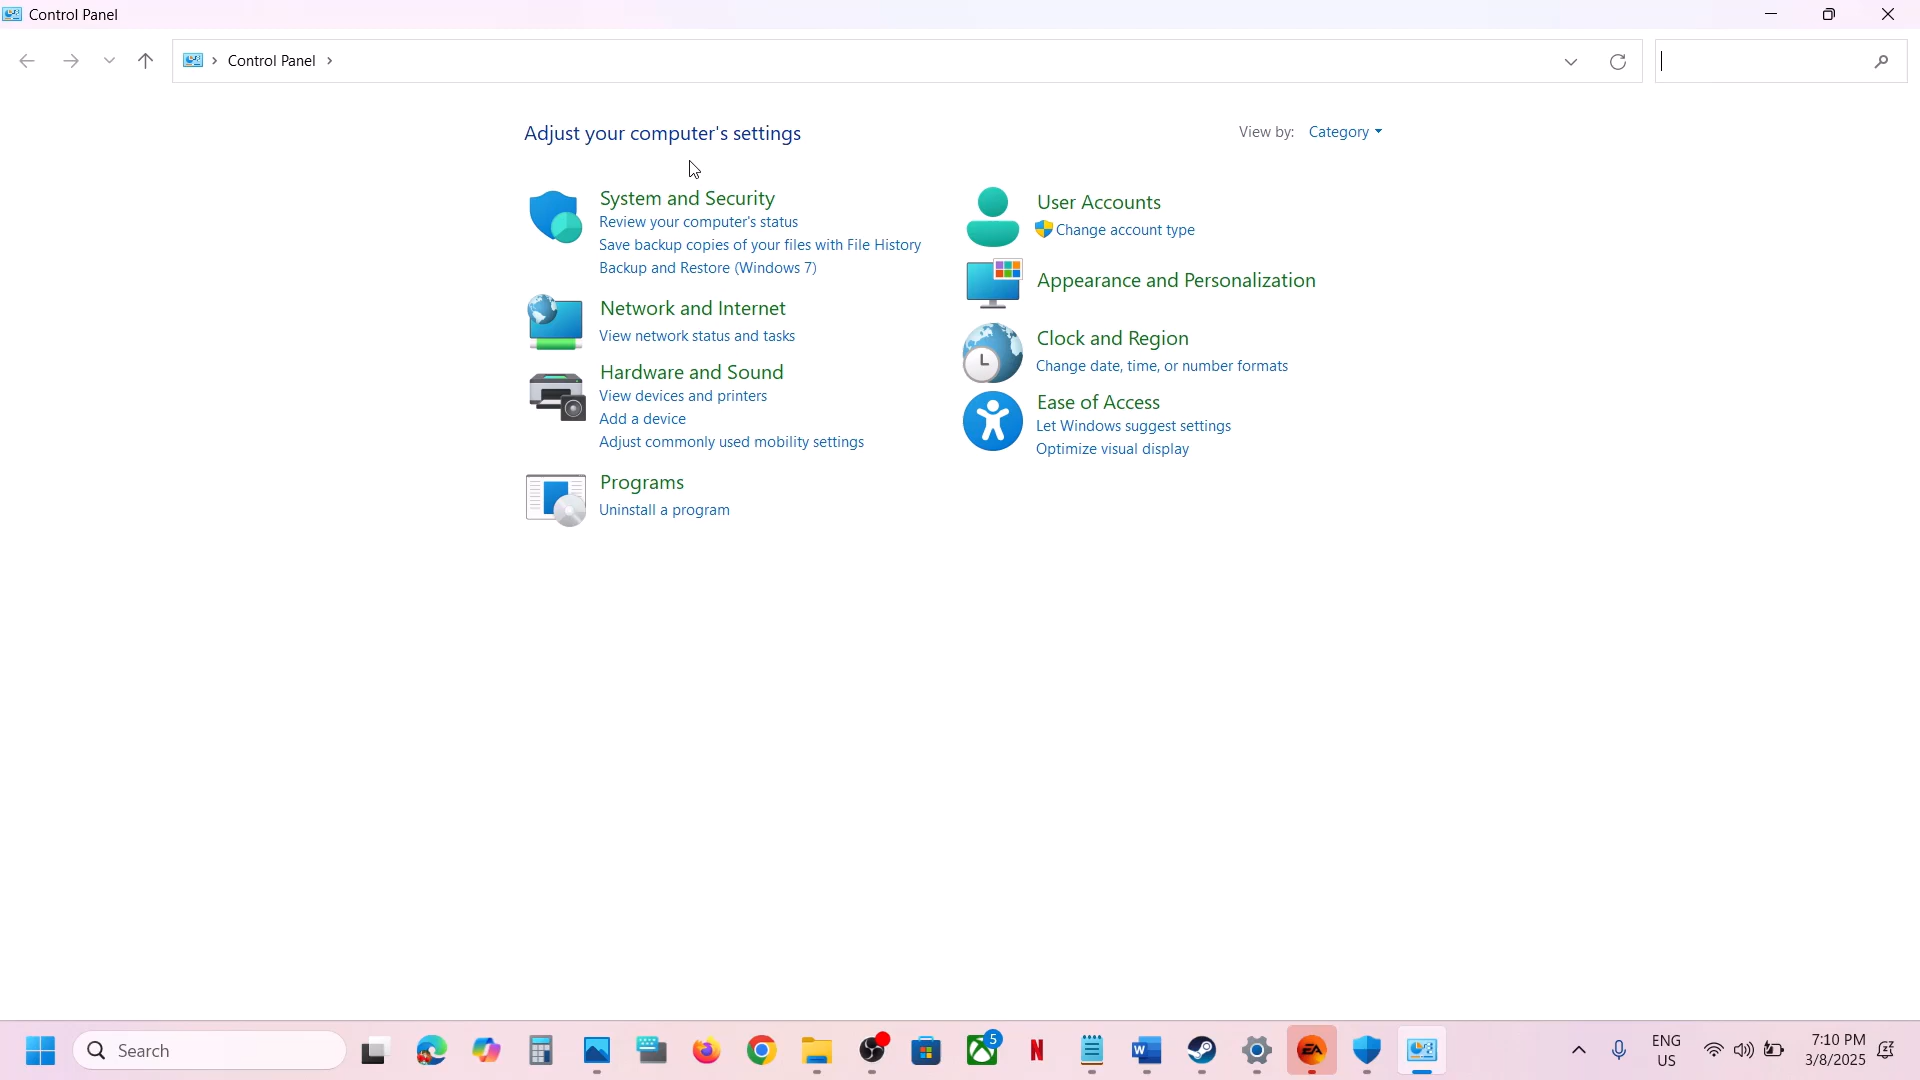 Control Panel
Control Panel
Adjust your computer's settings
View by: Category
System and Security
Review your computer's status
Save backup copies of your files with File History
Backup and Restore (Windows 7)
Network and Internet
View network status and tasks
Hardware and Sound
View devices and printers
Add a device
Adjust commonly used mobility settings
Programs
Uninstall a program
User Accounts
Change account type
Appearance and Personalization
Clock and Region
Change date, time, or number formats
Ease of Access
Let Windows suggest settings
Optimize visual display
Search
5
N
W
EA
ENG
US
7:10 PM
3/8/2025